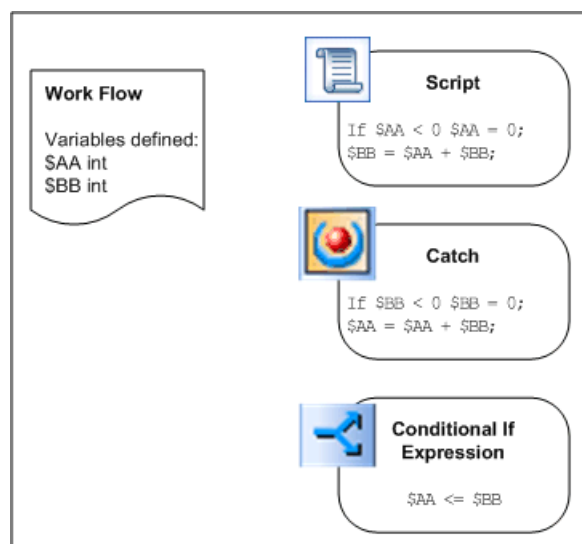 Work Flow
Variables defined:
$AA int
$BB int
Script
If $AA < 0 $AA = 0;
$BB = $AA + $BB;
Catch
If $BB < 0 $BB = 0;
$AA = $AA + $BB;
Conditional If
Expression
$AA <= $BB